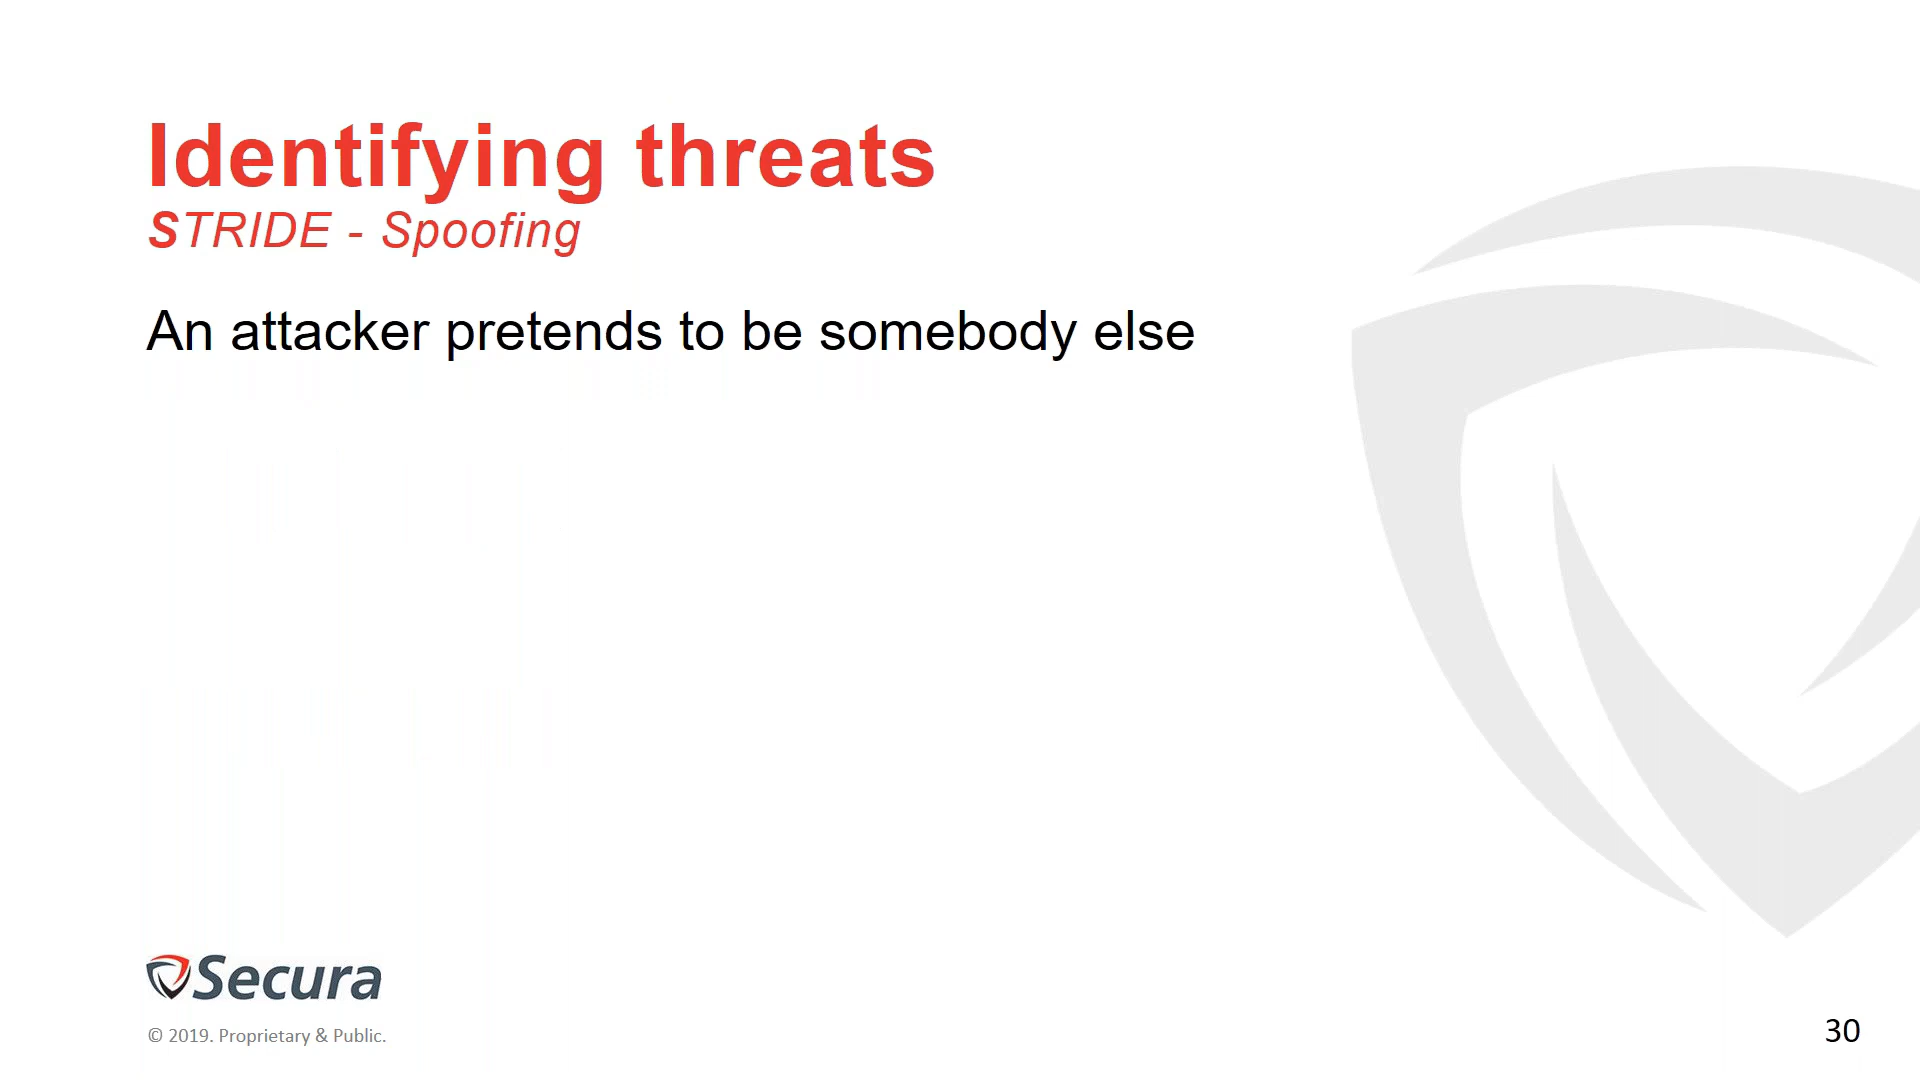 Identifying threats
STRIDE - Spoofing
An attacker pretends to be somebody else
Secura
© 2019. Proprietary & Public.
30